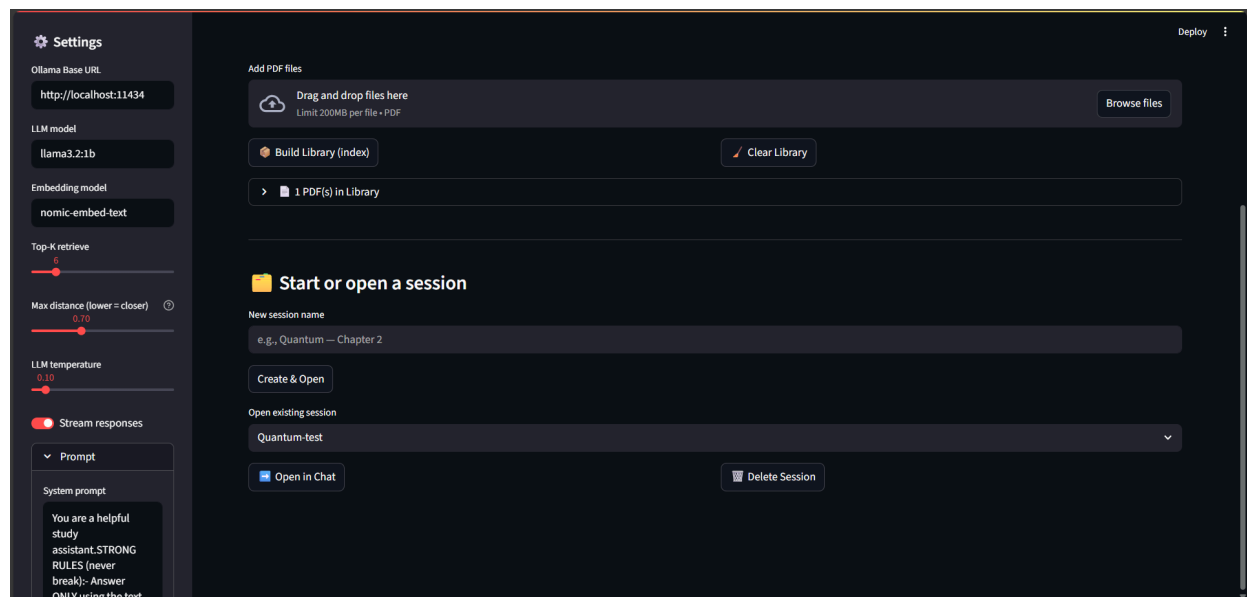 Settings
Ollama Base URL
http://localhost:11434
LLM model
llama3.2:1b
Embedding model
nomic-embed-text
Top-K retrieve
6
Max distance (lower = closer)
0.70
LLM temperature
0.10
Stream responses
Prompt
System prompt
You are a helpful
study
assistant.STRONG
RULES (never
break):- Answer
ONLY using the text
Deploy
Add PDF files
Drag and drop files here
Limit 200MB per file • PDF
Browse files
Build Library (index)
Clear Library
1 PDF(s) in Library
Start or open a session
New session name
e.g., Quantum — Chapter 2
Create & Open
Open existing session
Quantum-test
Open in Chat
Delete Session